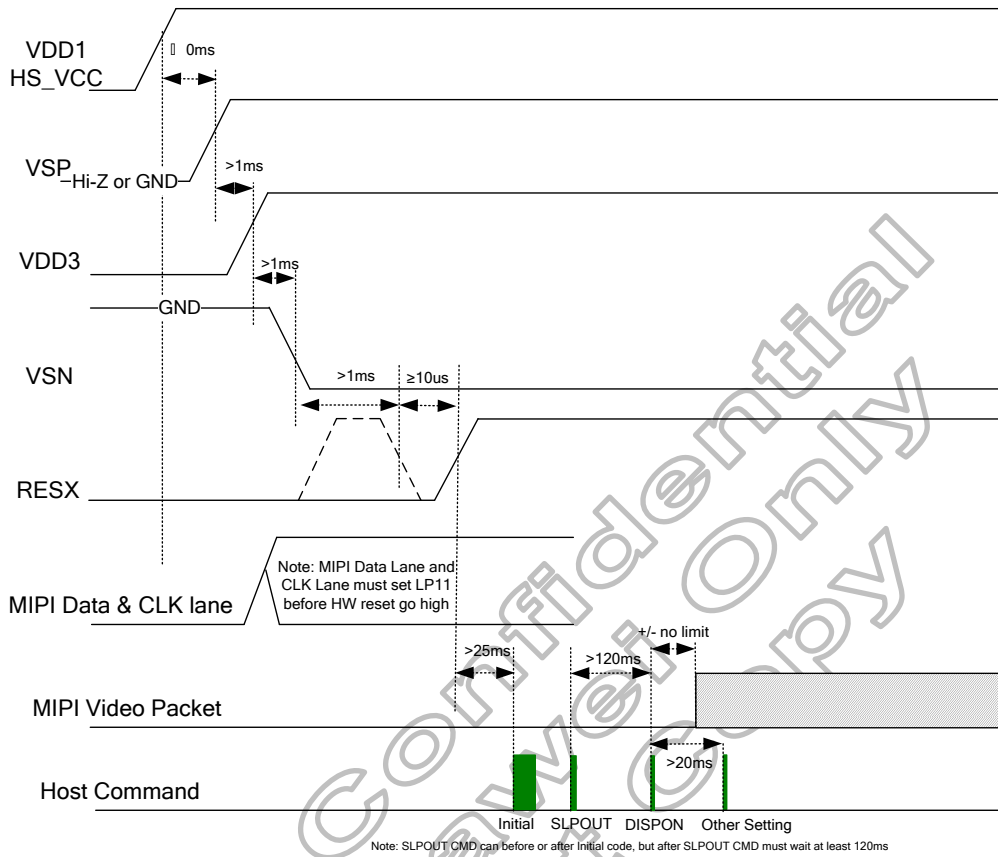 VDD1
HS_VCC
0ms
VSP
Hi-Z or GND
>1ms
VDD3
>1ms
GND
VSN
>1ms
≥10us
RESX
Note: MIPI Data Lane and
CLK Lane must set LP11
before HW reset go high
MIPI Data & CLK lane
+/- no limit
>25ms
>120ms
MIPI Video Packet
>20ms
Host Command
Initial SLPOUT DISPON Other Setting
Note: SLPOUT CMD can before or after Initial code, but after SLPOUT CMD must wait at least 120ms
Confidential
Only
Copy